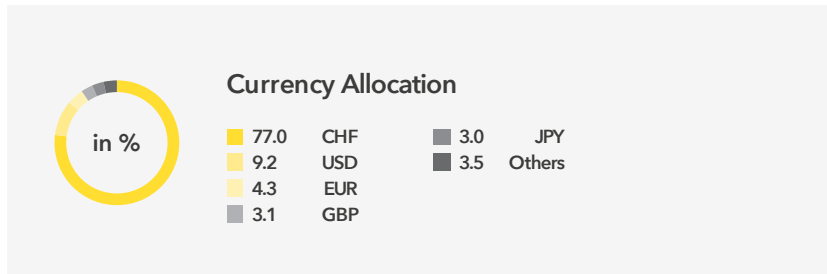 Currency Allocation
in %
77.0 CHF
9.2 USD
4.3 EUR
3.1 GBP
3.0 JPY
3.5 Others